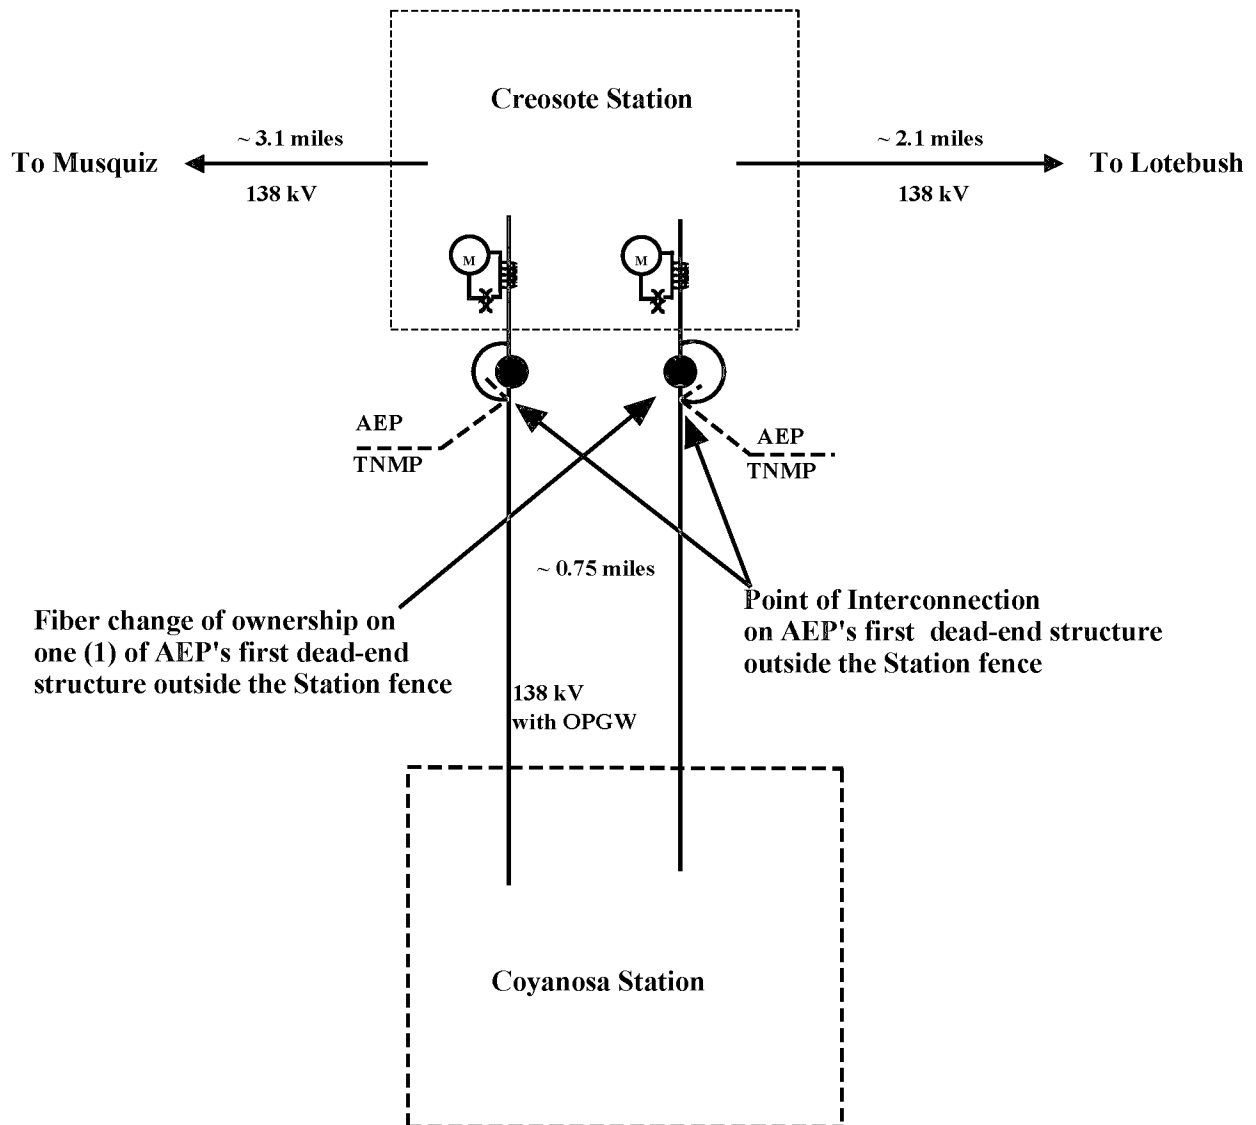 Creosote Station
~ 3.1 miles
~ 2.1 miles
To Musquiz
To Lotebush
138 kV
138 kV
M
M
AEP
TNMP
AEP
TNMP
~ 0.75 miles
Fiber change of ownership on
one (1) of AEP's first dead-end
structure outside the Station fence
Point of Interconnection
on AEP's first dead-end structure
outside the Station fence
138 kV
with OPGW
Coyanosa Station